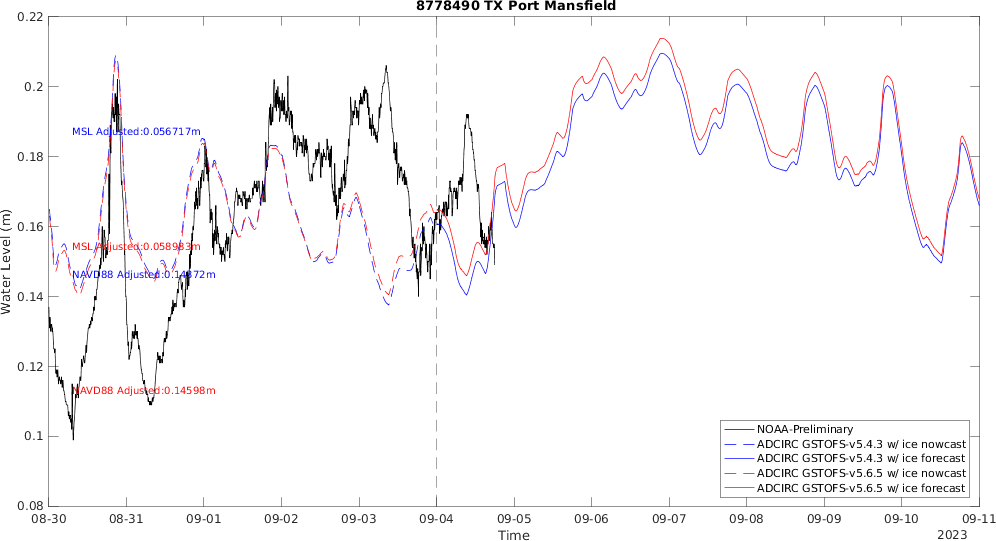 8778490 TX Port Mansfield
0.22
0.2
0.18
0.16
0.14
0.12
0.1
0.08
Water Level (m)
MSL Adjusted:0.056717m
MSL Adjusted:0.058983m
NAVD88 Adjusted:0.14372m
NAVD88 Adjusted:0.14598m
NOAA-Preliminary
ADCIRC GSTOFS-v5.4.3 w/ ice nowcast
ADCIRC GSTOFS-v5.4.3 w/ ice forecast
ADCIRC GSTOFS-v5.6.5 w/ ice nowcast
ADCIRC GSTOFS-v5.6.5 w/ ice forecast
08-30 08-31 09-01 09-02 09-03 09-04 09-05 09-06 09-07 09-08 09-09 09-10 09-11
Time
2023